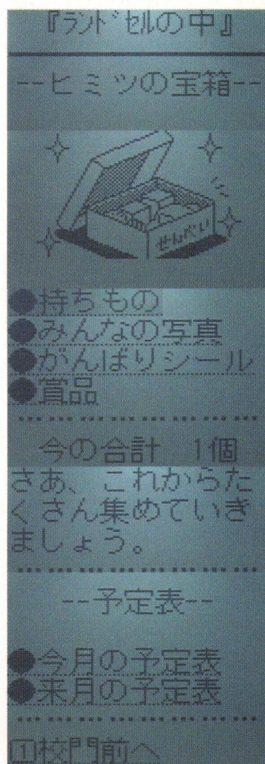 『ﾗﾝﾄﾞｾﾙの中』
--ヒミツの宝箱--
せんべい
●持ちもの
●みんなの写真
●がんばりシール
●賞品
今の合計 1個
さあ、これからた
くさん集めていき
ましょう。
--予定表--
●今月の予定表
●来月の予定表
1校門前へ